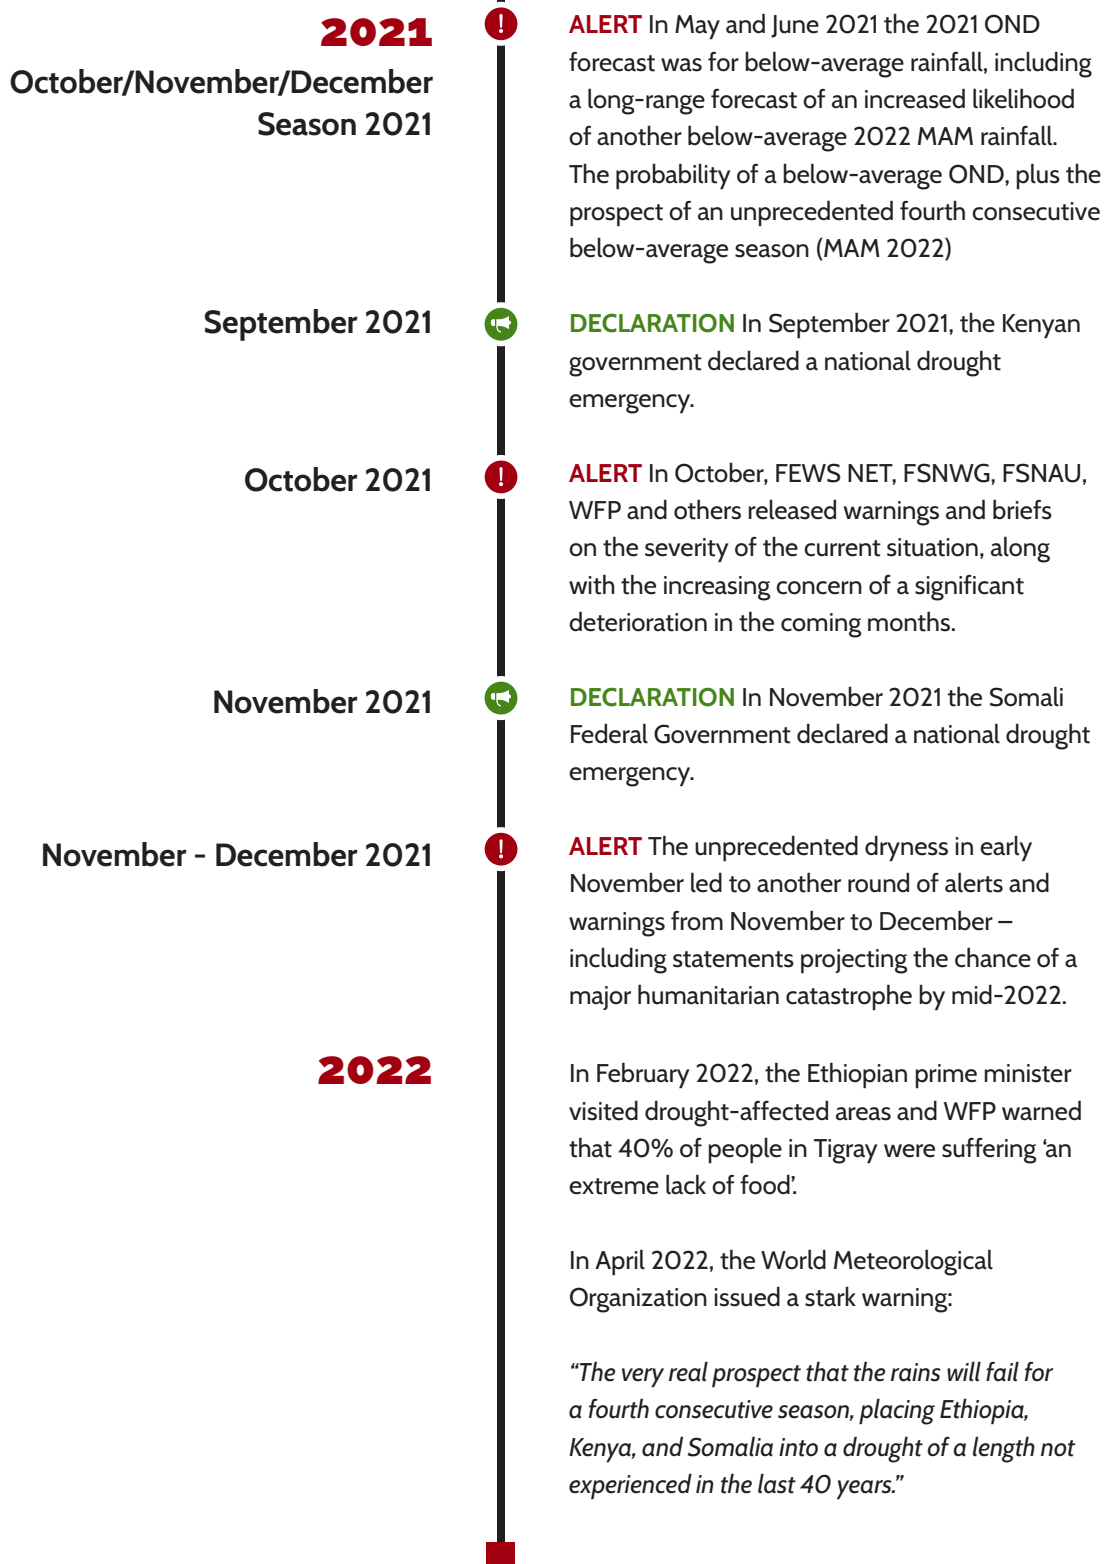 2021
October/November/December
Season 2021
ALERT In May and June 2021 the 2021 OND
forecast was for below-average rainfall, including
a long-range forecast of an increased likelihood
of another below-average 2022 MAM rainfall.
The probability of a below-average OND, plus the
prospect of an unprecedented fourth consecutive
below-average season (MAM 2022)
September 2021
DECLARATION In September 2021, the Kenyan
government declared a national drought
emergency.
October 2021
ALERT In October, FEWS NET, FSNWG, FSNAU,
WFP and others released warnings and briefs
on the severity of the current situation, along
with the increasing concern of a significant
deterioration in the coming months.
November 2021
DECLARATION In November 2021 the Somali
Federal Government declared a national drought
emergency.
November - December 2021
ALERT The unprecedented dryness in early
November led to another round of alerts and
warnings from November to December –
including statements projecting the chance of a
major humanitarian catastrophe by mid-2022.
2022
In February 2022, the Ethiopian prime minister
visited drought-affected areas and WFP warned
that 40% of people in Tigray were suffering ‘an
extreme lack of food’.
In April 2022, the World Meteorological
Organization issued a stark warning:
“The very real prospect that the rains will fail for
a fourth consecutive season, placing Ethiopia,
Kenya, and Somalia into a drought of a length not
experienced in the last 40 years.”